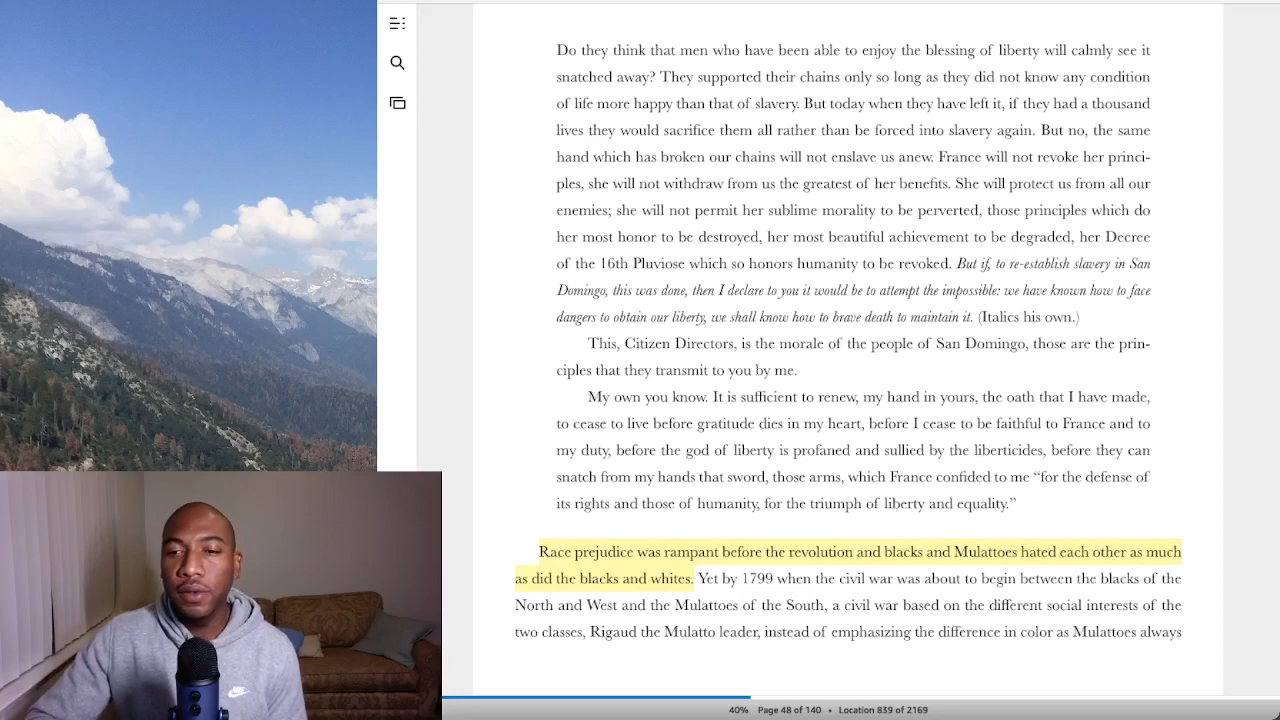 Do they think that men who have been able to enjoy the blessing of liberty will calmly see it
snatched away? They supported their chains only so long as they did not know any condition
of life more happy than that of slavery. But today when they have left it, if they had a thousand
lives they would sacrifice them all rather than be forced into slavery again. But no, the same
hand which has broken our chains will not enslave us anew. France will not revoke her princi-
ples, she will not withdraw from us the greatest of her benefits. She will protect us from all our
enemies; she will not permit her sublime morality to be perverted, those principles which do
her most honor to be destroyed, her most beautiful achievement to be degraded, her Decree
of the 16th Pluviose which so honors humanity to be revoked. But if, to re-establish slavery in San
Domingo, this was done, then I declare to you it would be to attempt the impossible: we have known how to face
dangers to obtain our liberty, we shall know how to brave death to maintain it. (Italics his own.)
This, Citizen Directors, is the morale of the people of San Domingo, those are the prin-
ciples that they transmit to you by me.
My own you know. It is sufficient to renew, my hand in yours, the oath that I have made,
to cease to live before gratitude dies in my heart, before I cease to be faithful to France and to
my duty, before the god of liberty is profaned and sullied by the liberticides, before they can
snatch from my hands that sword, those arms, which France confided to me “for the defense of
its rights and those of humanity, for the triumph of liberty and equality.”
Race prejudice was rampant before the revolution and blacks and Mulattoes hated each other as much
as did the blacks and whites. Yet by 1799 when the civil war was about to begin between the blacks of the
North and West and the Mulattoes of the South, a civil war based on the different social interests of the
two classes, Rigaud the Mulatto leader, instead of emphasizing the difference in color as Mulattoes always
40% Page 48 of 140 • Location 839 of 2169